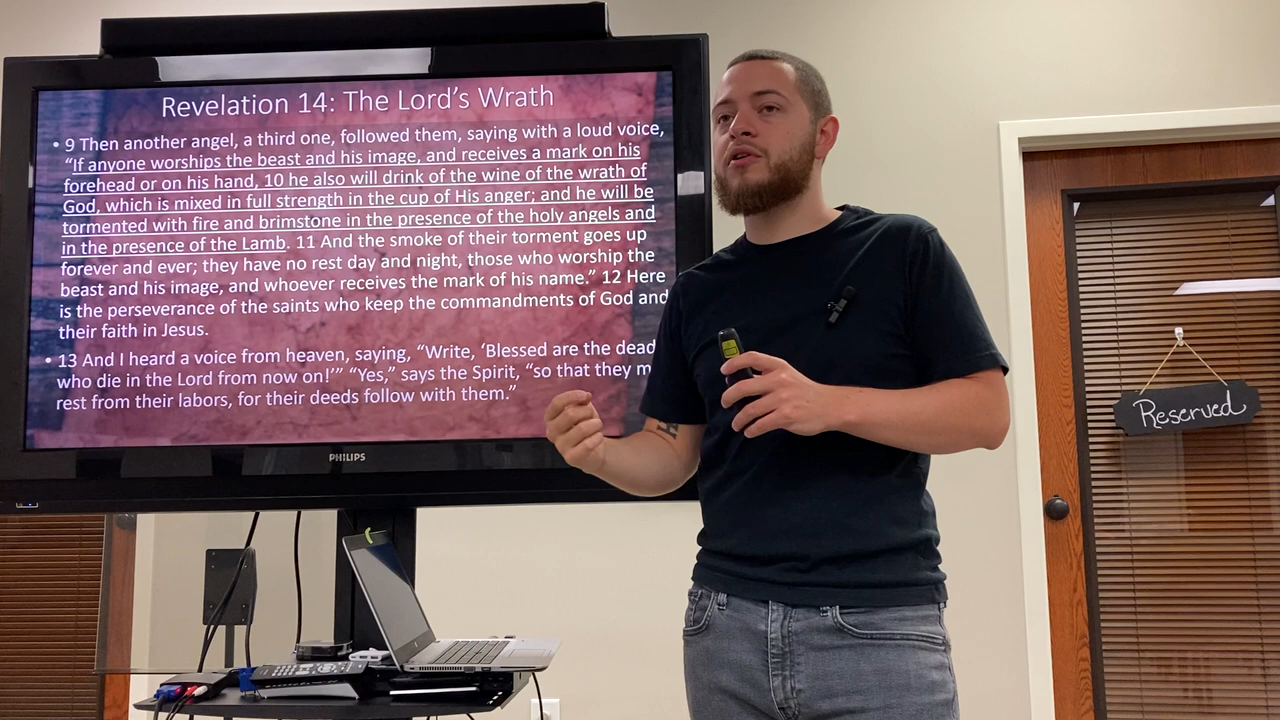 Revelation 14: The Lord's Wrath
• 9 Then another angel, a third one, followed them, saying with a loud voice,
“If anyone worships the beast and his image, and receives a mark on his
forehead or on his hand, 10 he also will drink of the wine of the wrath of
God, which is mixed in full strength in the cup of His anger; and he will be
tormented with fire and brimstone in the presence of the holy angels and
in the presence of the Lamb. 11 And the smoke of their torment goes up
forever and ever; they have no rest day and night, those who worship the
beast and his image, and whoever receives the mark of his name.” 12 Here
is the perseverance of the saints who keep the commandments of God and
their faith in Jesus.
• 13 And I heard a voice from heaven, saying, “Write, ‘Blessed are the dead
who die in the Lord from now on!’” “Yes,” says the Spirit, “so that they
rest from their labors, for their deeds follow with them.”
PHILIPS
Reserved